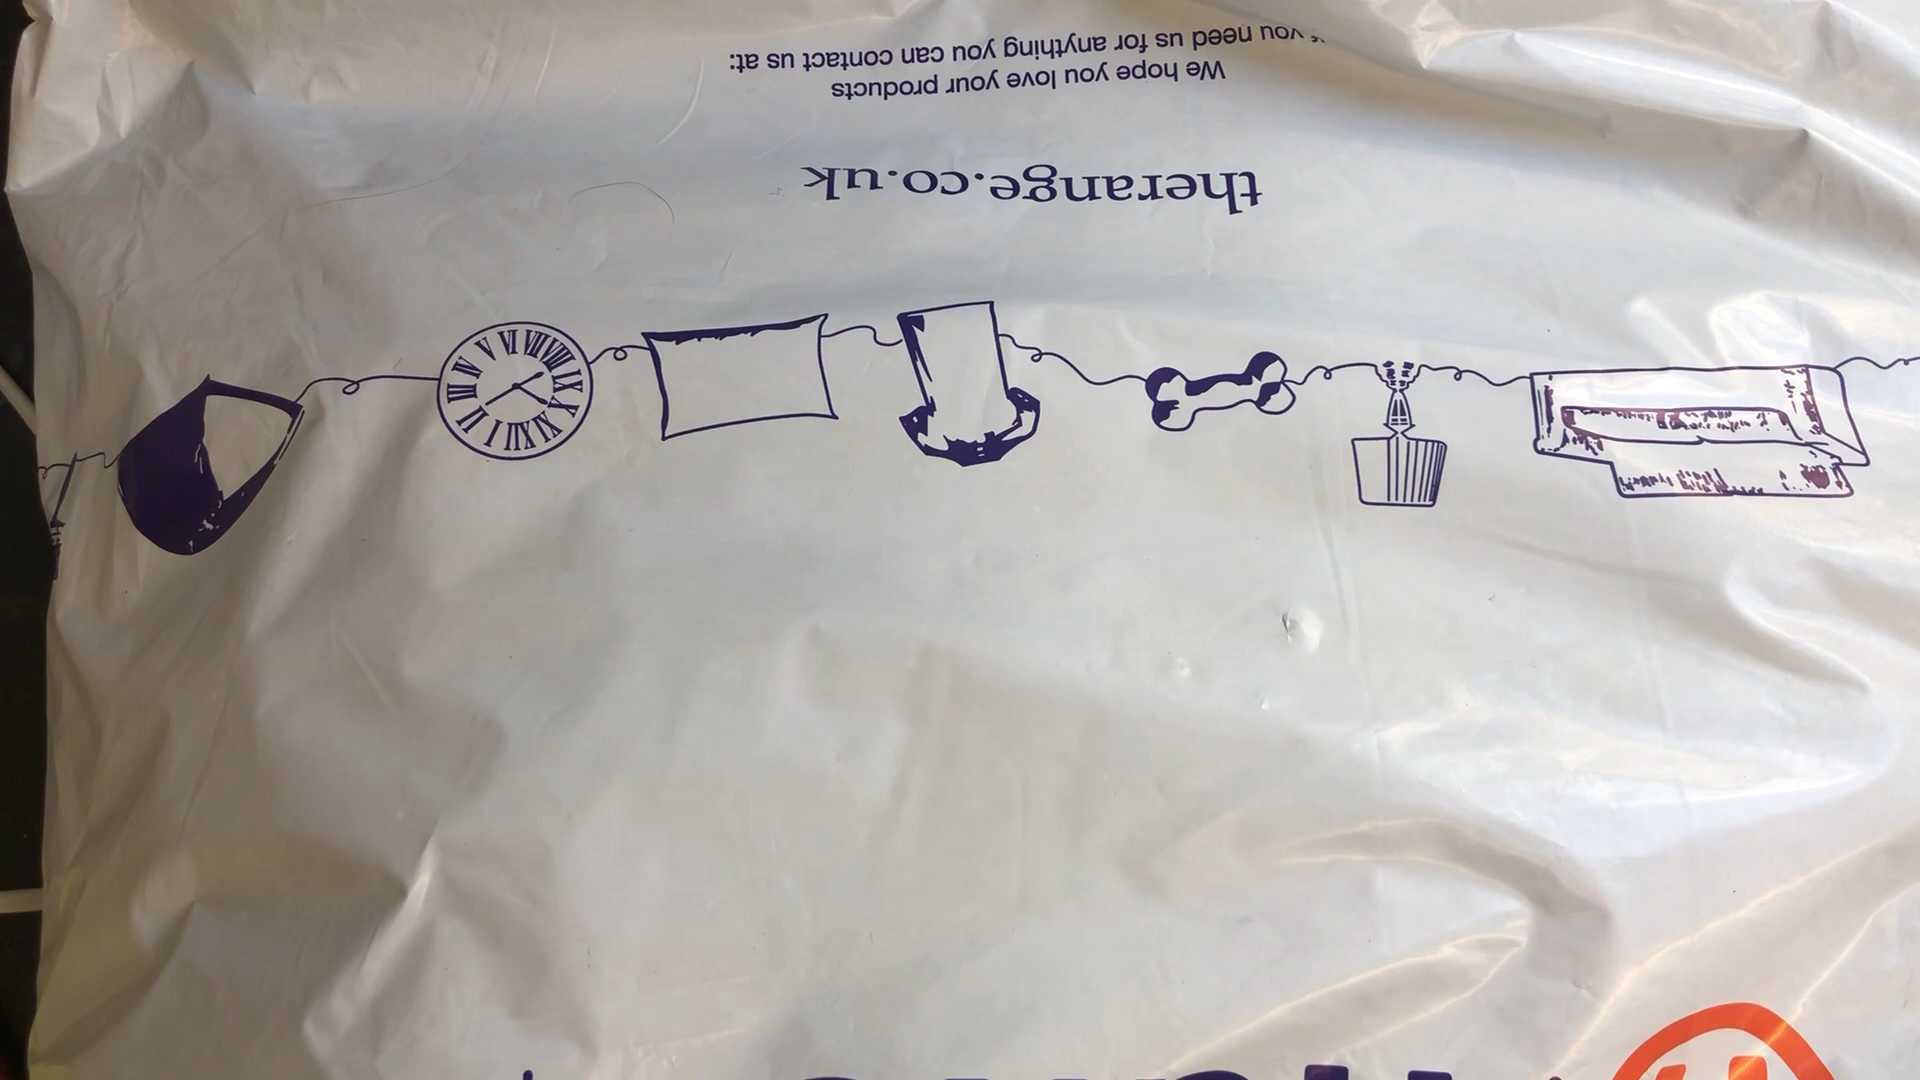 therange.co.uk
We hope you love your products
you need us for anything you can contact us at: